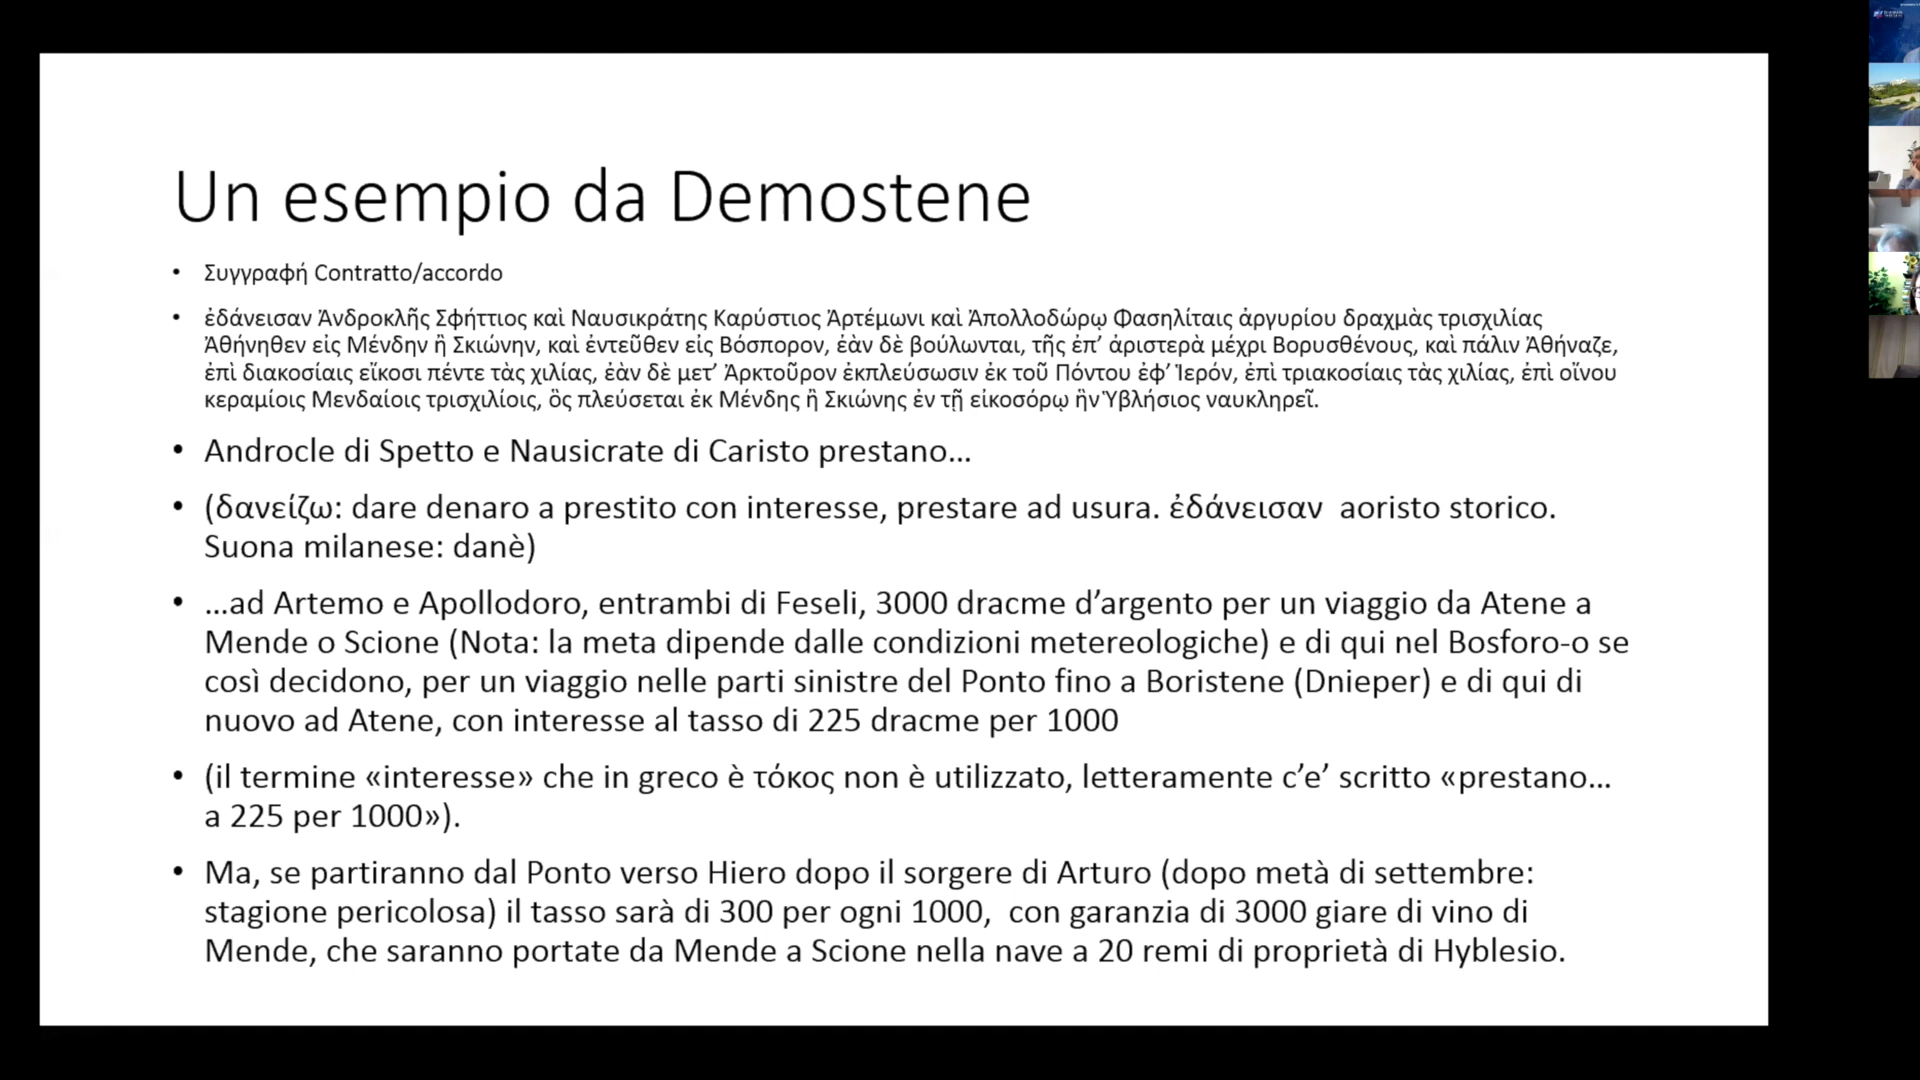 Un esempio da Demostene
• Συγγραφή Contratto/accordo
• ἐδάνεισαν Ἀνδροκλῆς Σφήττιος καὶ Ναυσικράτης Καρύστιος Ἀρτέμωνι καὶ Ἀπολλοδώρῳ Φασηλίταις ἀργυρίου δραχμὰς τρισχιλίας
Ἀθήνηθεν εἰς Μένδην ἢ Σκιώνην, καὶ ἐντεῦθεν εἰς Βόσπορον, ἐὰν δὲ βούλωνται, τῆς ἐπ’ ἀριστερὰ μέχρι Βορυσθένους, καὶ πάλιν Ἀθήναζε,
ἐπὶ διακοσίαις εἴκοσι πέντε τὰς χιλίας, ἐὰν δὲ μετ’ Ἀρκτοῦρον ἐκπλεύσωσιν ἐκ τοῦ Πόντου ἐφ’ Ἱερόν, ἐπὶ τριακοσίαις τὰς χιλίας, ἐπὶ οἴνου
κεραμίοις Μενδαίοις τρισχιλίοις, ὃς πλεύσεται ἐκ Μένδης ἢ Σκιώνης ἐν τῇ εἰκοσόρῳ ἣν Ὑβλήσιος ναυκληρεῖ.
• Androcle di Spetto e Nausicrate di Caristo prestano...
• (δανείζω: dare denaro a prestito con interesse, prestare ad usura. ἐδάνεισαν aoristo storico.
Suona milanese: danè)
• ...ad Artemo e Apollodoro, entrambi di Feseli, 3000 dracme d’argento per un viaggio da Atene a
Mende o Scione (Nota: la meta dipende dalle condizioni metereologiche) e di qui nel Bosforo-o se
così decidono, per un viaggio nelle parti sinistre del Ponto fino a Boristene (Dnieper) e di qui di
nuovo ad Atene, con interesse al tasso di 225 dracme per 1000
• (il termine «interesse» che in greco è τόκος non è utilizzato, letteramente c’e’ scritto «prestano...
a 225 per 1000»).
• Ma, se partiranno dal Ponto verso Hiero dopo il sorgere di Arturo (dopo metà di settembre:
stagione pericolosa) il tasso sarà di 300 per ogni 1000, con garanzia di 3000 giare di vino di
Mende, che saranno portate da Mende a Scione nella nave a 20 remi di proprietà di Hyblesio.